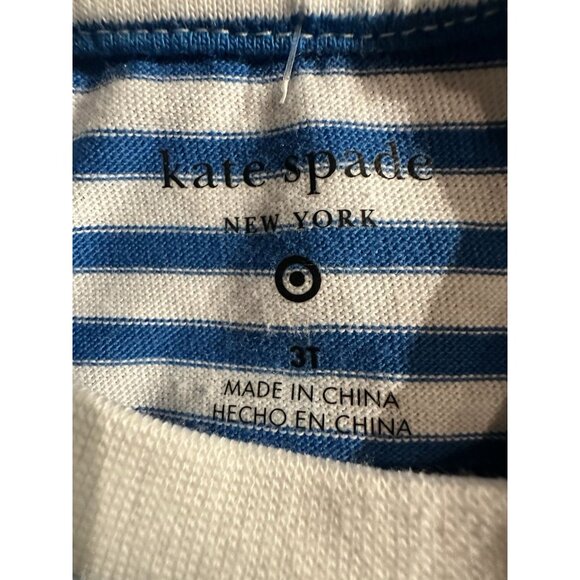 kate spade
NEW YORK
3T
MADE IN CHINA
HECHO EN CHINA